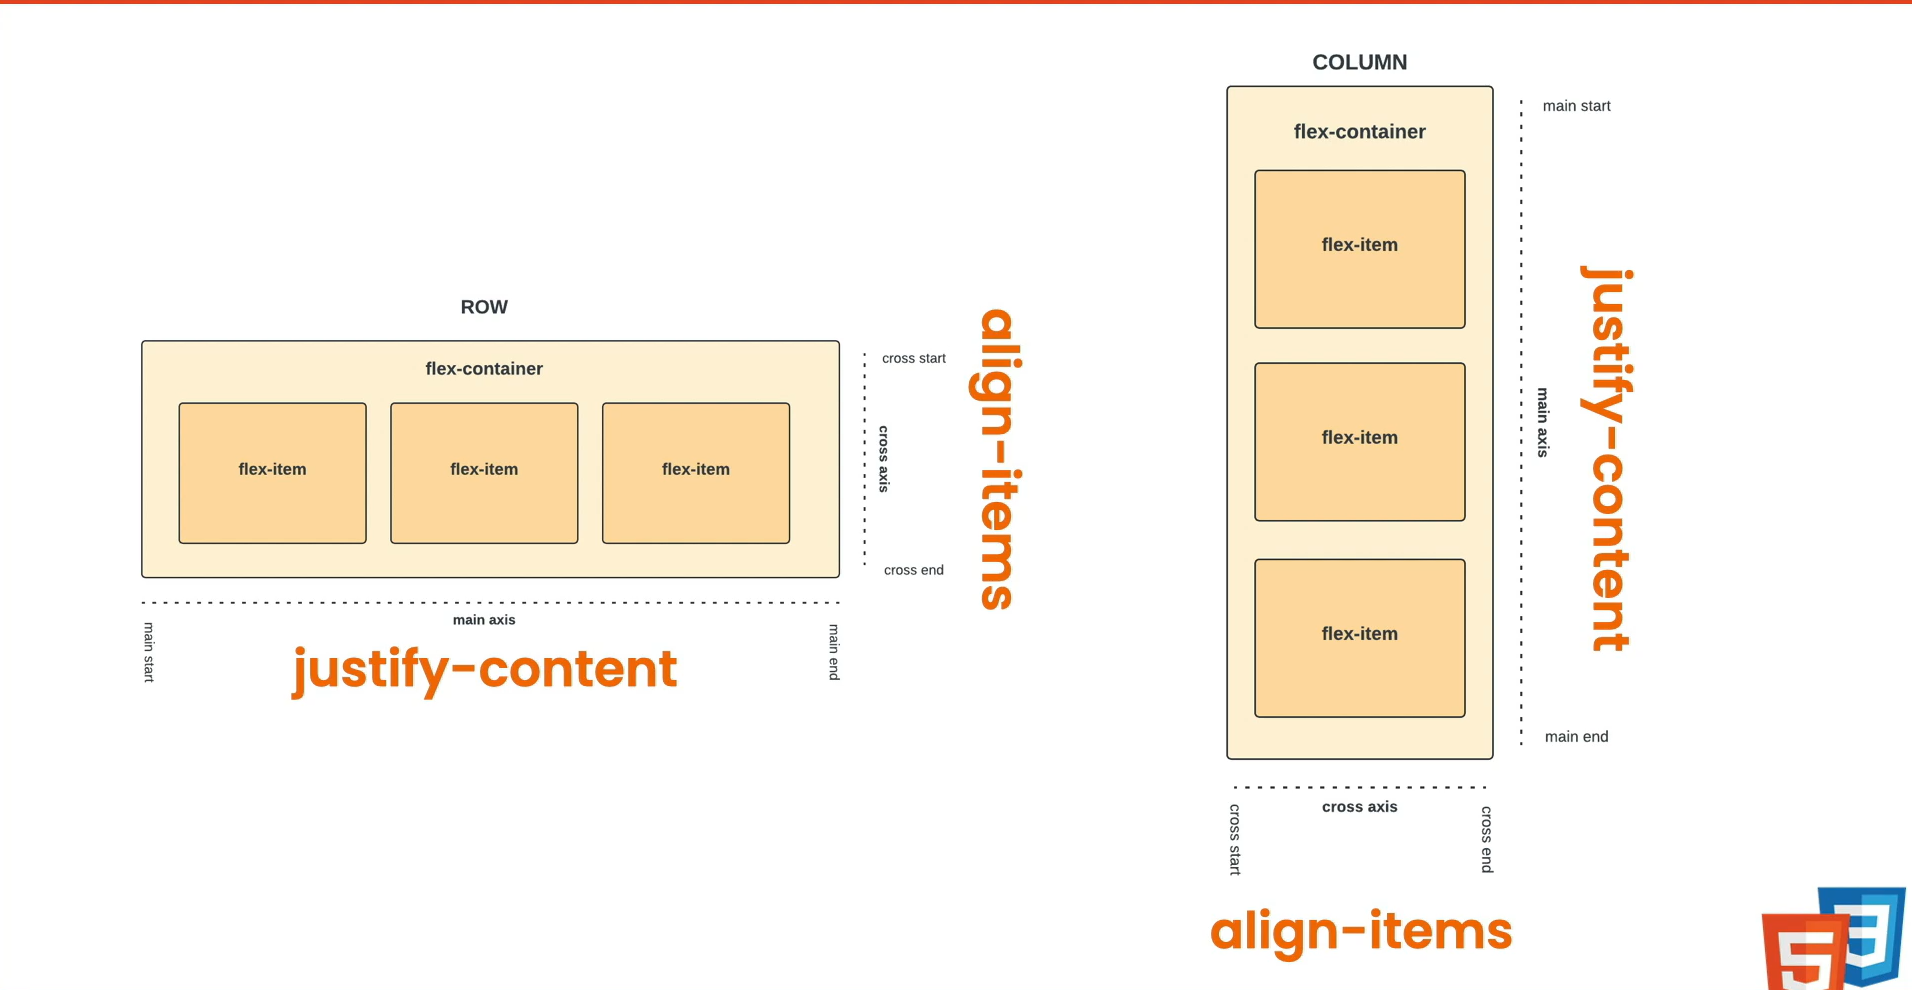 ROW
flex-container
flex-item
flex-item
flex-item
cross start
cross axis
cross end
align-items
main axis
main start
main end
justify-content
COLUMN
flex-container
flex-item
flex-item
flex-item
main start
main axis
main end
justify-content
cross axis
cross start
cross end
align-items
5
3